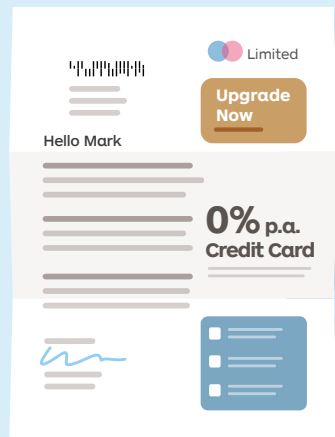 Limited
Upgrade
Now
Hello Mark
0% p.a.
Credit Card